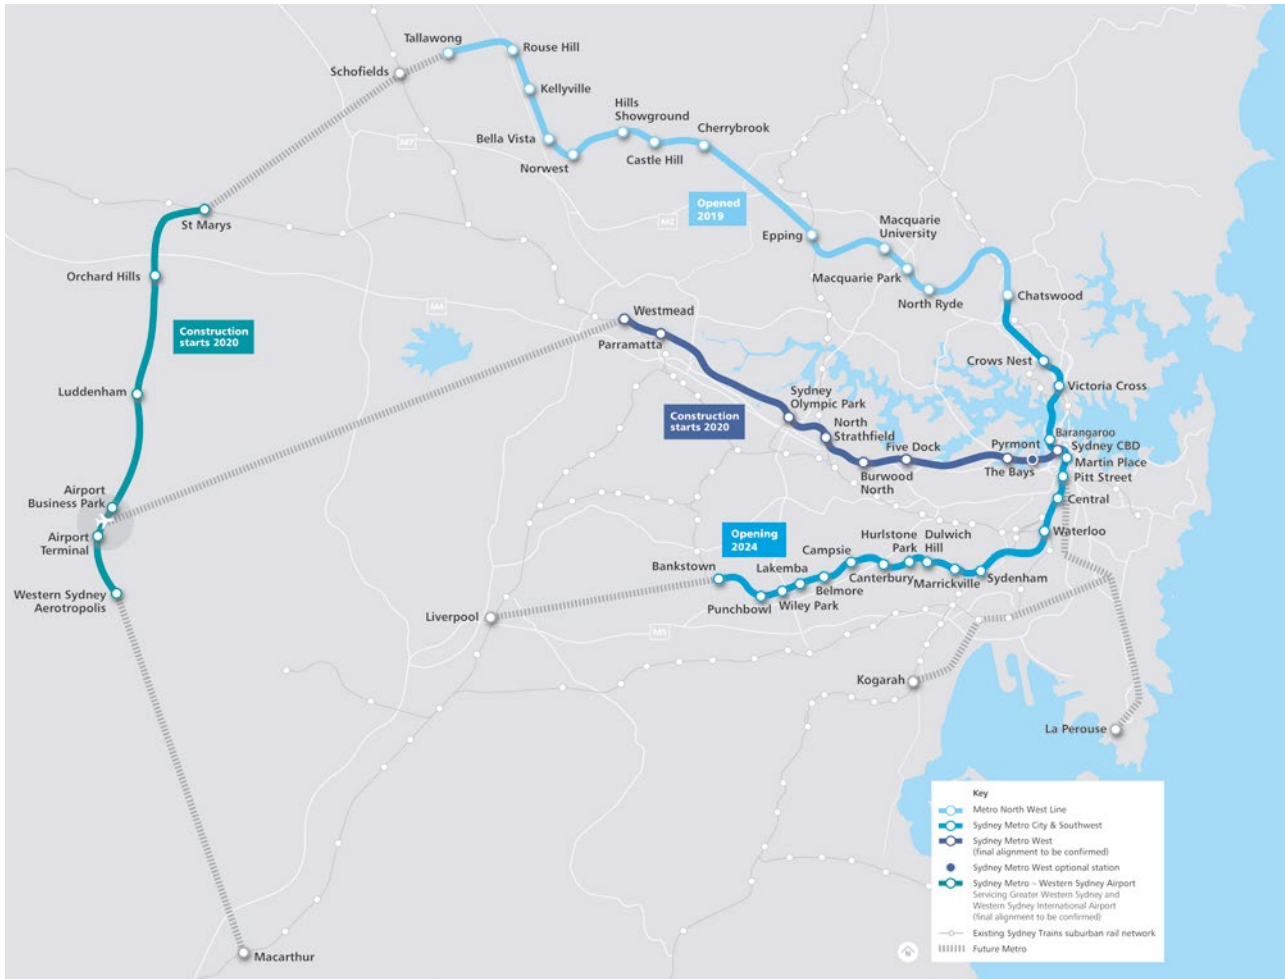 Tallawong
Rouse Hill
Schofields
Kellyville
Hills
Showground
Cherrybrook
Bella Vista
Norwest
Castle Hill
M7
St Marys
Opened
2019
M2
Macquarie
University
Epping
Orchard Hills
Macquarie Park
North Ryde
Chatswood
M4
Westmead
Construction
starts 2020
Parramatta
Crows Nest
Luddenham
Sydney
Olympic Park
Victoria Cross
Construction
starts 2020
North
Strathfield
Five Dock
Pyrmont
Barangaroo
Sydney CBD
Martin Place
The Bays
Burwood
North
Pitt Street
Airport
Business Park
Central
Airport
Terminal
Opening
2024
Hurlstone
Park
Dulwich
Hill
Waterloo
Campsie
Bankstown
Lakemba
Canterbury
Sydenham
Marrickville
Belmore
Wiley Park
Punchbowl
Western Sydney
Aerotropolis
Liverpool
M5
Kogarah
La Perouse
Macarthur
Key
Metro North West Line
Sydney Metro City & Southwest
Sydney Metro West
(final alignment to be confirmed)
Sydney Metro West optional station
Sydney Metro – Western Sydney Airport
Servicing Greater Western Sydney and
Western Sydney International Airport
(final alignment to be confirmed)
Existing Sydney Trains suburban rail network
Future Metro
N